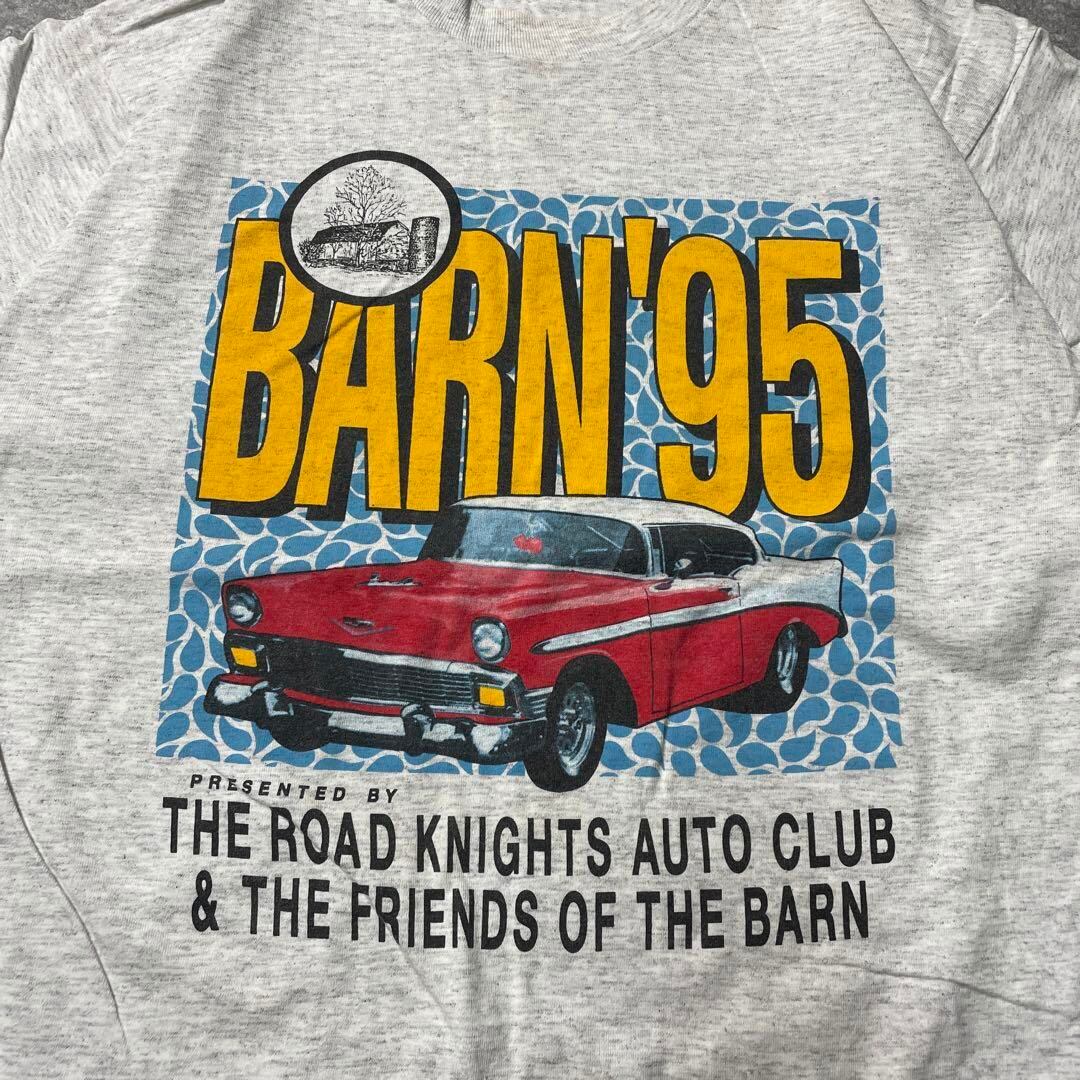 BARN '95
PRESENTED BY
THE ROAD KNIGHTS AUTO CLUB
& THE FRIENDS OF THE BARN